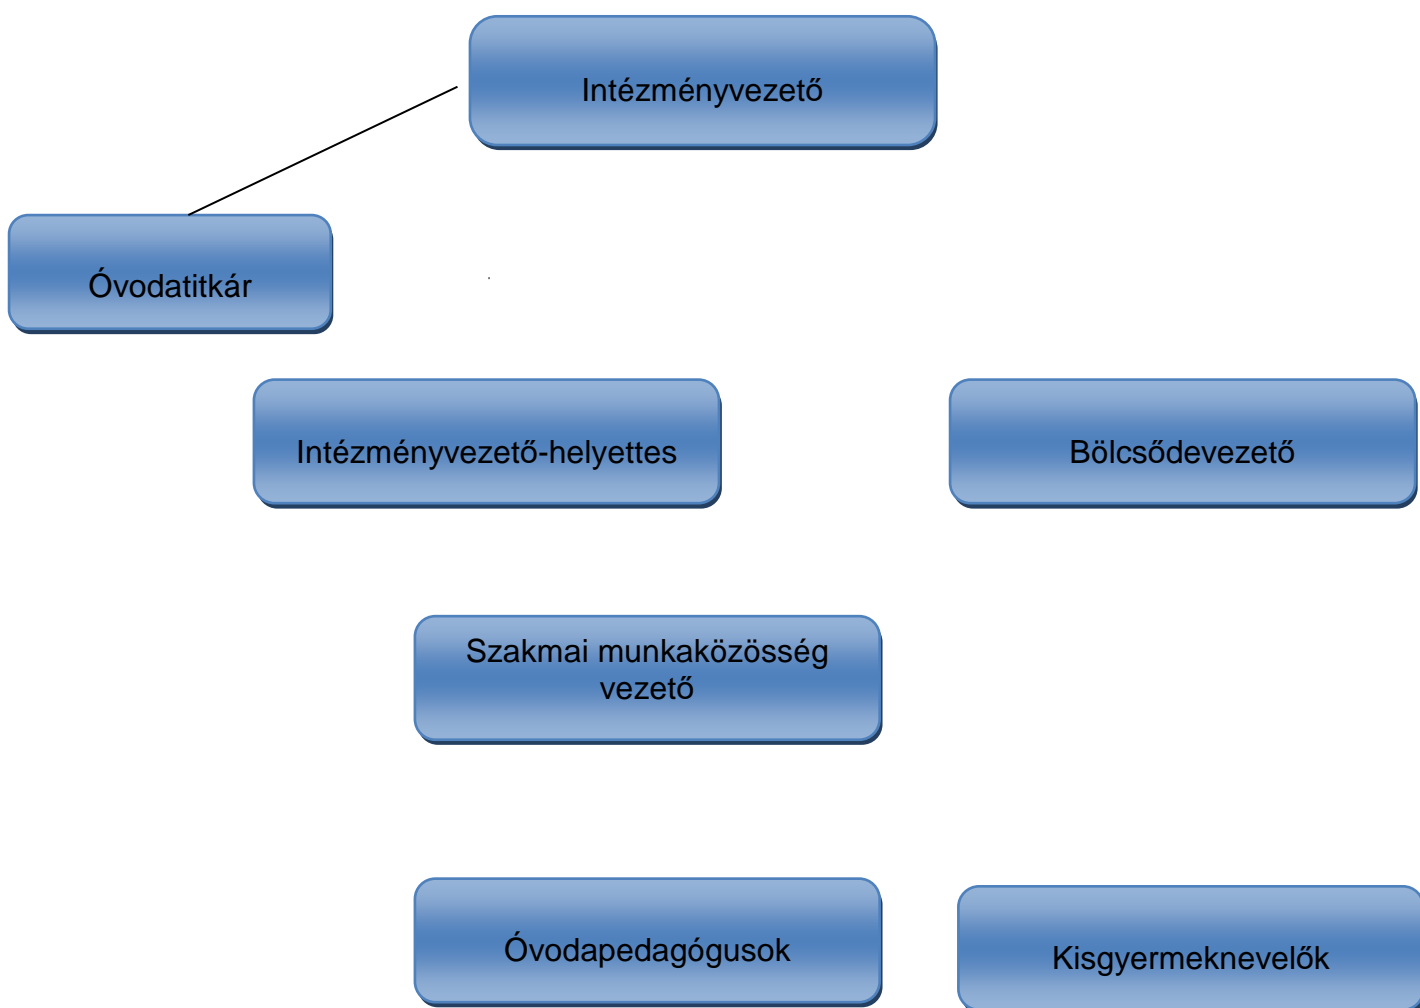 Intézményvezető
Óvodatitkár
Intézményvezető-helyettes
Bölcsődevezető
Szakmai munkaközösség
vezető
Óvodapedagógusok
Kisgyermeknevelők